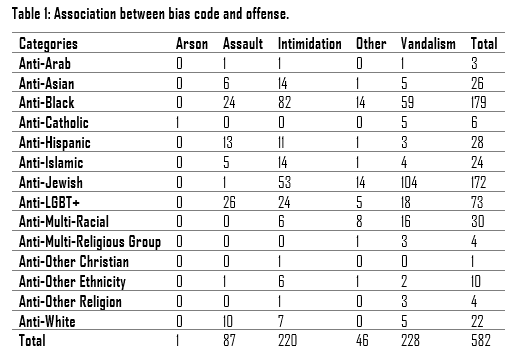 Table 1: Association between bias code and offense.
Categories Arson Assault Intimidation Other Vandalism Total
Anti-Arab 0 1 1 0 1 3
Anti-Asian 0 6 14 1 5 26
Anti-Black 0 24 82 14 59 179
Anti-Catholic 1 0 0 0 5 6
Anti-Hispanic 0 13 11 1 3 28
Anti-Islamic 0 5 14 1 4 24
Anti-Jewish 0 1 53 14 104 172
Anti-LGBT+ 0 26 24 5 18 73
Anti-Multi-Racial 0 0 6 8 16 30
Anti-Multi-Religious Group 0 0 0 1 3 4
Anti-Other Christian 0 0 1 0 0 1
Anti-Other Ethnicity 0 1 6 1 2 10
Anti-Other Religion 0 0 1 0 3 4
Anti-White 0 10 7 0 5 22
Total 1 87 220 46 228 582